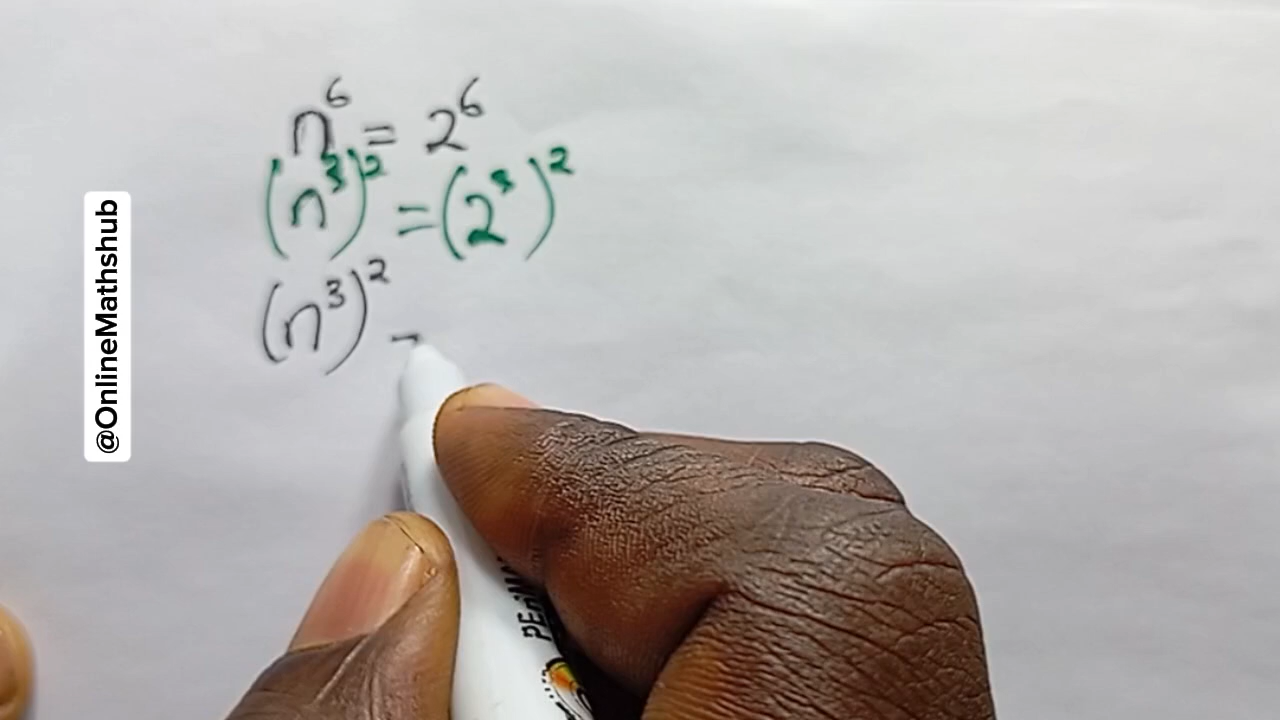 n⁶ = 2⁶
(n³)² = (2³)²
(n³)² -
@OnlineMathshub